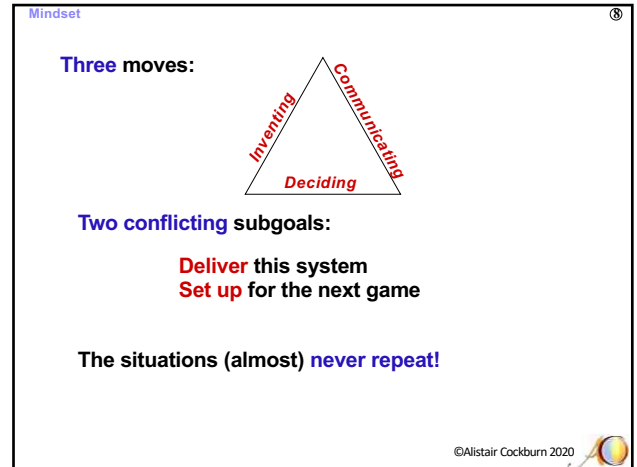 Mindset
⑧
Three moves:
Inventing
Communicating
Deciding
Two conflicting subgoals:
Deliver this system
Set up for the next game
The situations (almost) never repeat!
©Alistair Cockburn 2020